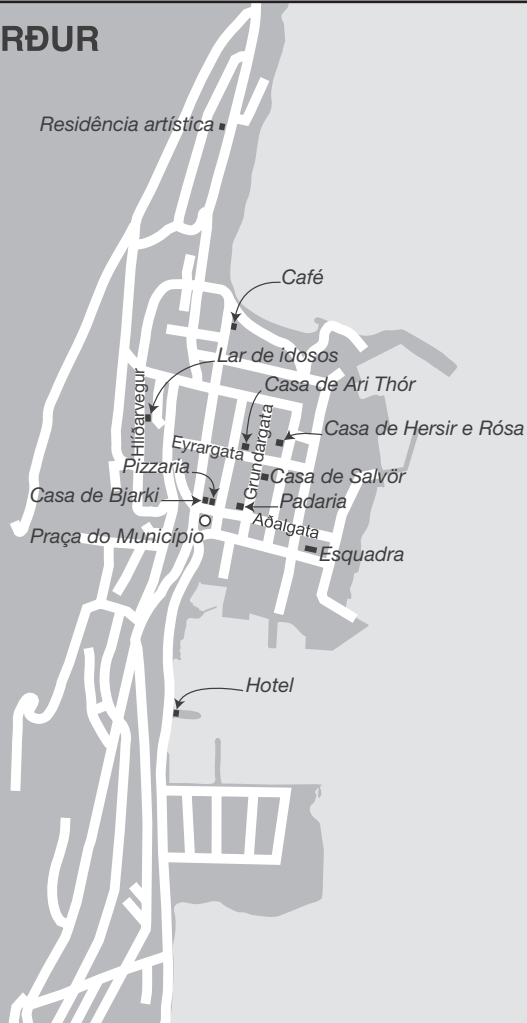 RÐUR
Residência artística
Café
Lar de idosos
Casa de Ari Thór
Hlíðarvegur
Grundargata
Casa de Hersir e Rósa
Eyrargata
Pizzaria
Casa de Salvör
Casa de Bjarki
Padaria
Aðalgata
Praça do Município
Esquadra
Hotel